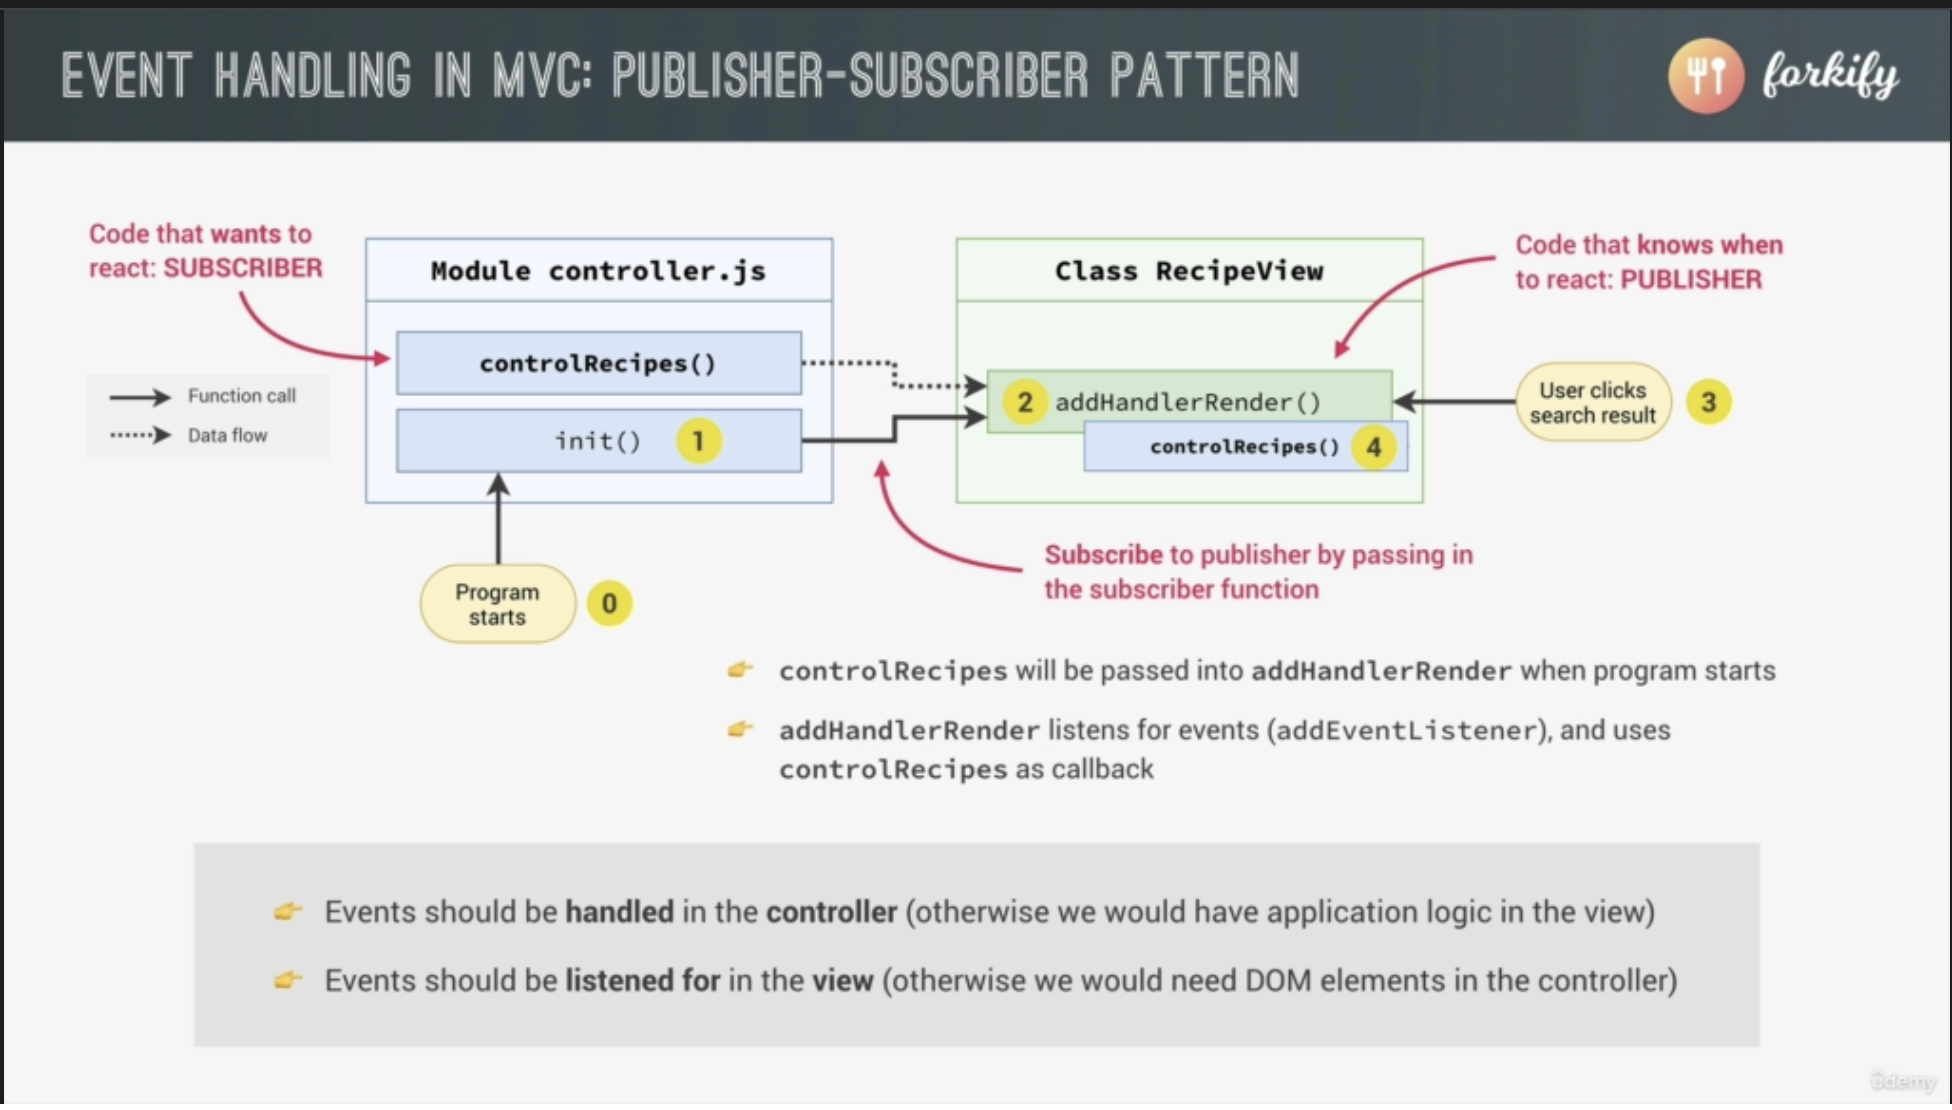 EVENT HANDLING IN MVC: PUBLISHER-SUBSCRIBER PATTERN
forkify
Code that wants to
react: SUBSCRIBER
Module controller.js
controlRecipes()
init()
1
Function call
Data flow
Program
starts
0
Class RecipeView
2
addHandlerRender()
controlRecipes()
4
Code that knows when
to react: PUBLISHER
User clicks
search result
3
Subscribe to publisher by passing in
the subscriber function
👉 controlRecipes will be passed into addHandlerRender when program starts
👉 addHandlerRender listens for events (addEventListener), and uses
controlRecipes as callback
👉 Events should be handled in the controller (otherwise we would have application logic in the view)
👉 Events should be listened for in the view (otherwise we would need DOM elements in the controller)
ûdemy